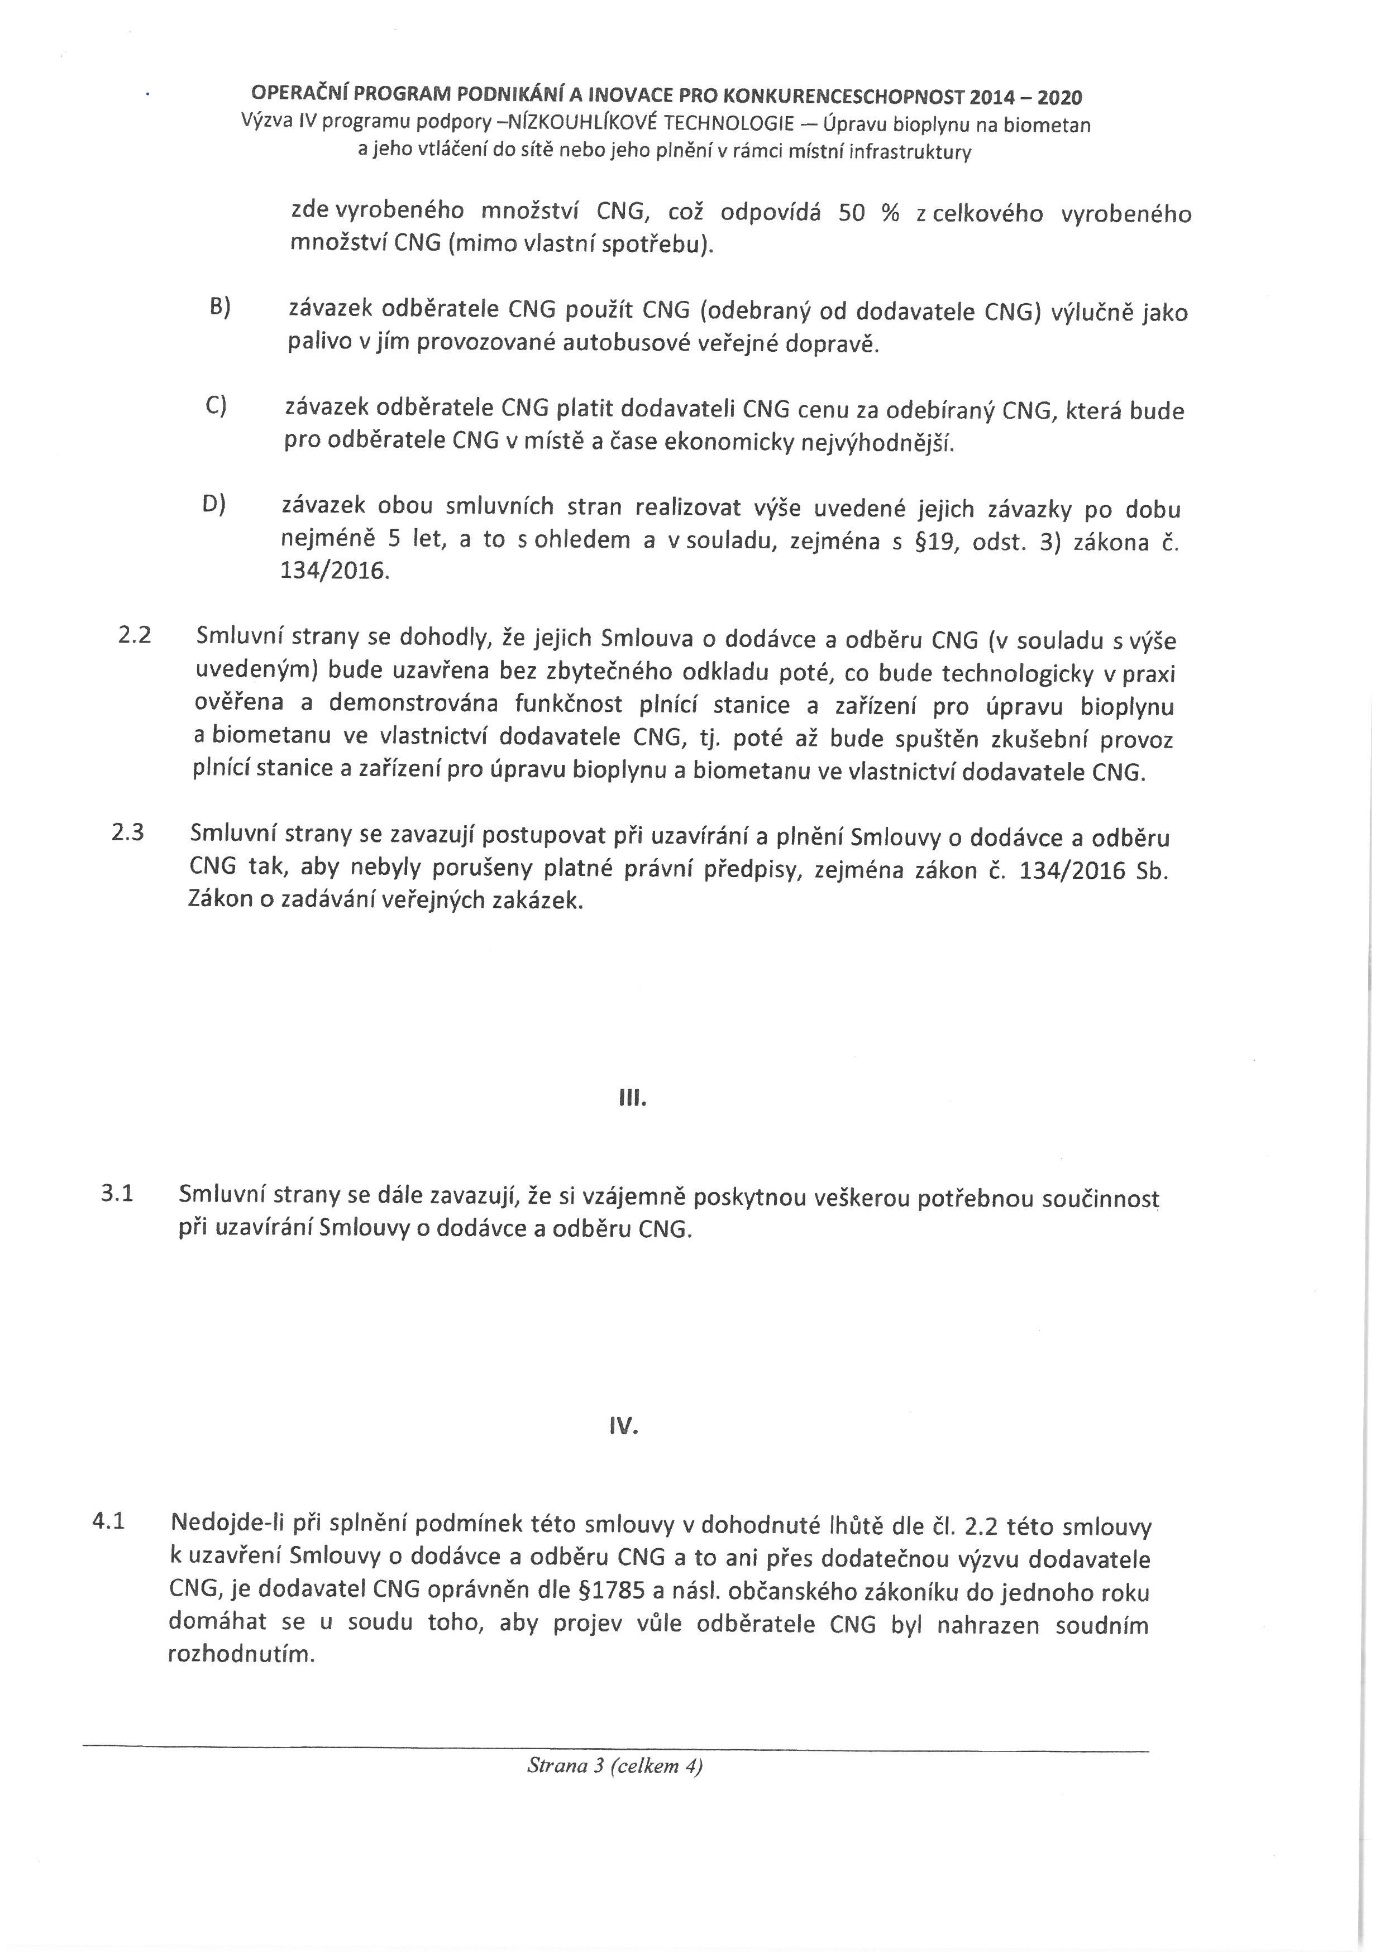 OPERAČNÍ PROGRAM PODNIKÁNÍ A INOVACE PRO KONKURENCESCHOPNOST 2014 – 2020
Výzva IV programu podpory –NÍZKOUHLÍKOVÉ TECHNOLOGIE — Úpravu bioplynu na biometan
a jeho vtláčení do sítě nebo jeho plnění v rámci místní infrastruktury
zde vyrobeného množství CNG, což odpovídá 50 % z celkového vyrobeného
množství CNG (mimo vlastní spotřebu).
B) závazek odběratele CNG použít CNG (odebraný od dodavatele CNG) výlučně jako
palivo v jím provozované autobusové veřejné dopravě.
C) závazek odběratele CNG platit dodavateli CNG cenu za odebíraný CNG, která bude
pro odběratele CNG v místě a čase ekonomicky nejvýhodnější.
D) závazek obou smluvních stran realizovat výše uvedené jejich závazky po dobu
nejméně 5 let, a to s ohledem a v souladu, zejména s §19, odst. 3) zákona č.
134/2016.
2.2 Smluvní strany se dohodly, že jejich Smlouva o dodávce a odběru CNG (v souladu s výše
uvedeným) bude uzavřena bez zbytečného odkladu poté, co bude technologicky v praxi
ověřena a demonstrována funkčnost plnící stanice a zařízení pro úpravu bioplynu
a biometanu ve vlastnictví dodavatele CNG, tj. poté až bude spuštěn zkušební provoz
plnící stanice a zařízení pro úpravu bioplynu a biometanu ve vlastnictví dodavatele CNG.
2.3 Smluvní strany se zavazují postupovat při uzavírání a plnění Smlouvy o dodávce a odběru
CNG tak, aby nebyly porušeny platné právní předpisy, zejména zákon č. 134/2016 Sb.
Zákon o zadávání veřejných zakázek.
III.
3.1 Smluvní strany se dále zavazují, že si vzájemně poskytnou veškerou potřebnou součinnost
při uzavírání Smlouvy o dodávce a odběru CNG.
IV.
4.1 Nedojde-li při splnění podmínek této smlouvy v dohodnuté lhůtě dle čl. 2.2 této smlouvy
k uzavření Smlouvy o dodávce a odběru CNG a to ani přes dodatečnou výzvu dodavatele
CNG, je dodavatel CNG oprávněn dle §1785 a násl. občanského zákoníku do jednoho roku
domáhat se u soudu toho, aby projev vůle odběratele CNG byl nahrazen soudním
rozhodnutím.
Strana 3 (celkem 4)